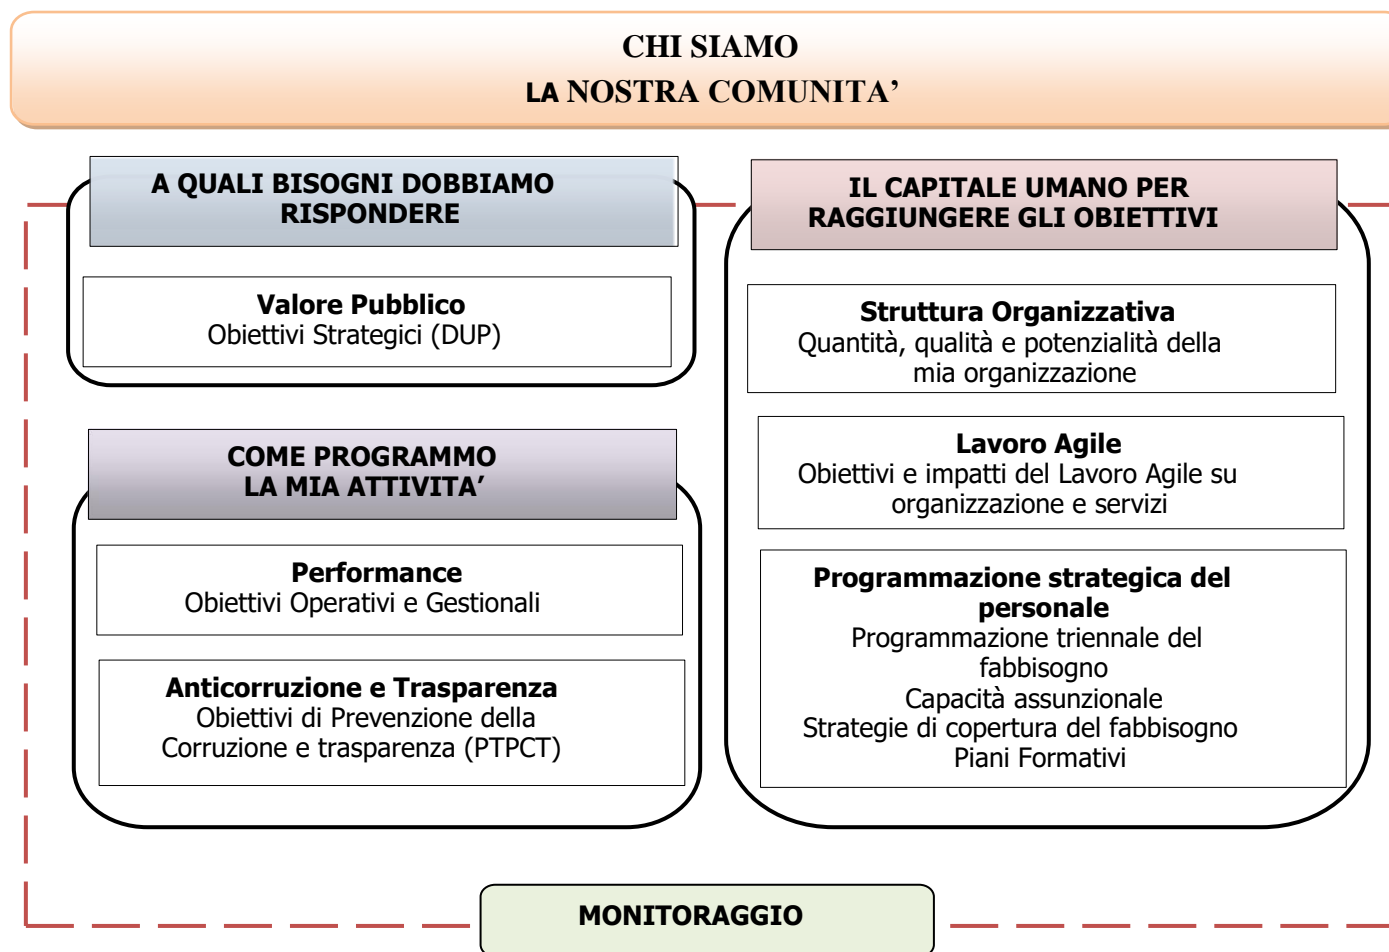 CHI SIAMO
LA NOSTRA COMUNITA’
A QUALI BISOGNI DOBBIAMO
RISPONDERE
Valore Pubblico
Obiettivi Strategici (DUP)
COME PROGRAMMO
LA MIA ATTIVITA’
Performance
Obiettivi Operativi e Gestionali
Anticorruzione e Trasparenza
Obiettivi di Prevenzione della
Corruzione e trasparenza (PTPCT)
IL CAPITALE UMANO PER
RAGGIUNGERE GLI OBIETTIVI
Struttura Organizzativa
Quantità, qualità e potenzialità della
mia organizzazione
Lavoro Agile
Obiettivi e impatti del Lavoro Agile su
organizzazione e servizi
Programmazione strategica del
personale
Programmazione triennale del
fabbisogno
Capacità assunzionale
Strategie di copertura del fabbisogno
Piani Formativi
MONITORAGGIO